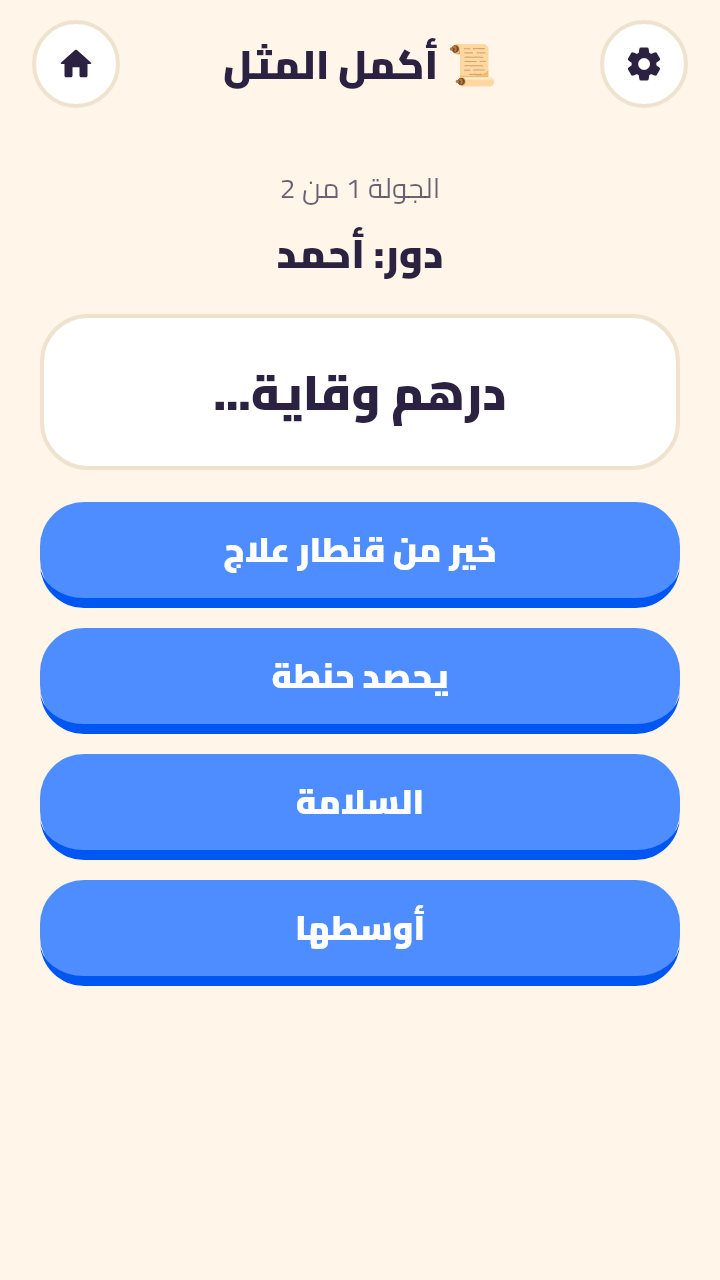 📜 أكمل المثل
الجولة 1 من 2
دور: أحمد
درهم وقاية...
خير من قنطار علاج
يحصد حنطة
السلامة
أوسطها